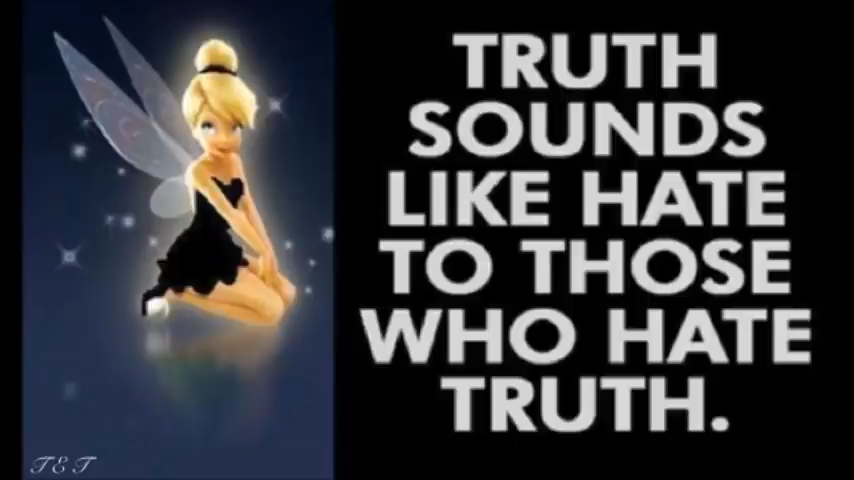 TRUTH
SOUNDS
LIKE HATE
TO THOSE
WHO HATE
TRUTH.
T&T